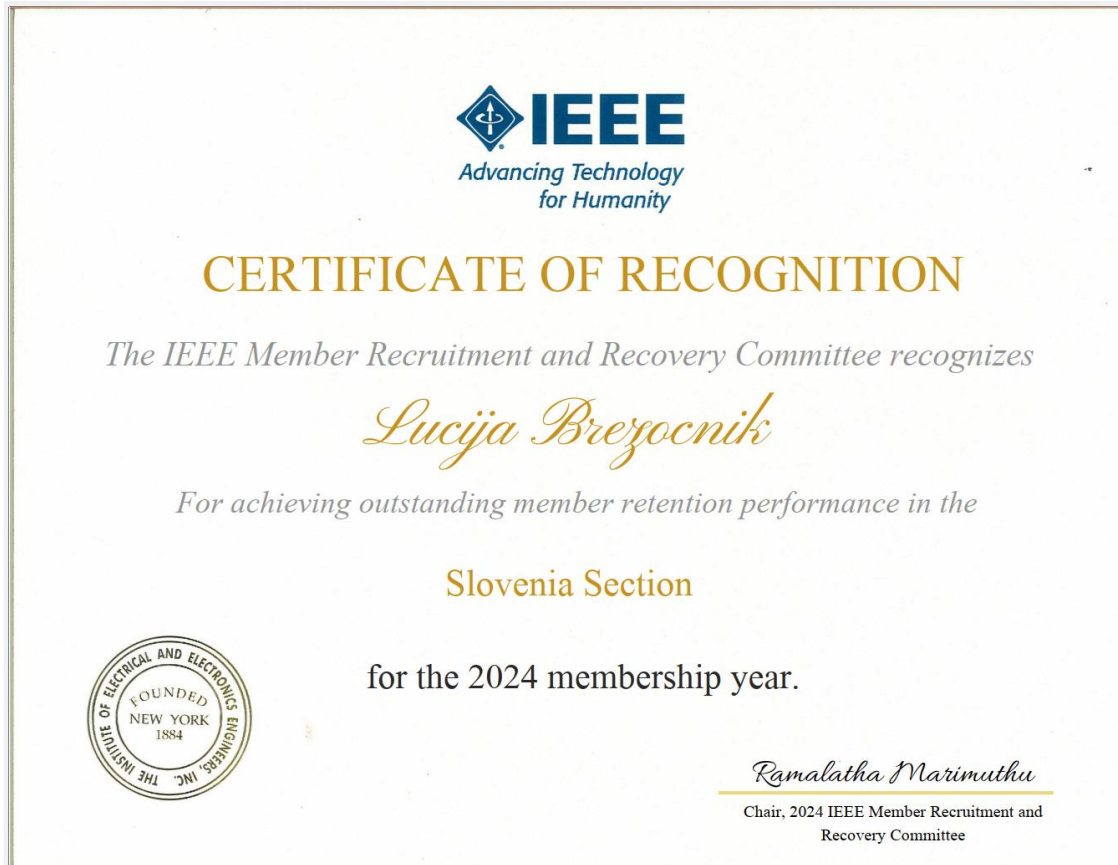 IEEE
Advancing Technology
for Humanity
CERTIFICATE OF RECOGNITION
The IEEE Member Recruitment and Recovery Committee recognizes
Lucija Brezocnik
For achieving outstanding member retention performance in the
Slovenia Section
for the 2024 membership year.
THE INSTITUTE OF ELECTRICAL AND ELECTRONICS ENGINEERS, INC.
FOUNDED
NEW YORK
1884
Ramalatha Marimuthu
Chair, 2024 IEEE Member Recruitment and
Recovery Committee